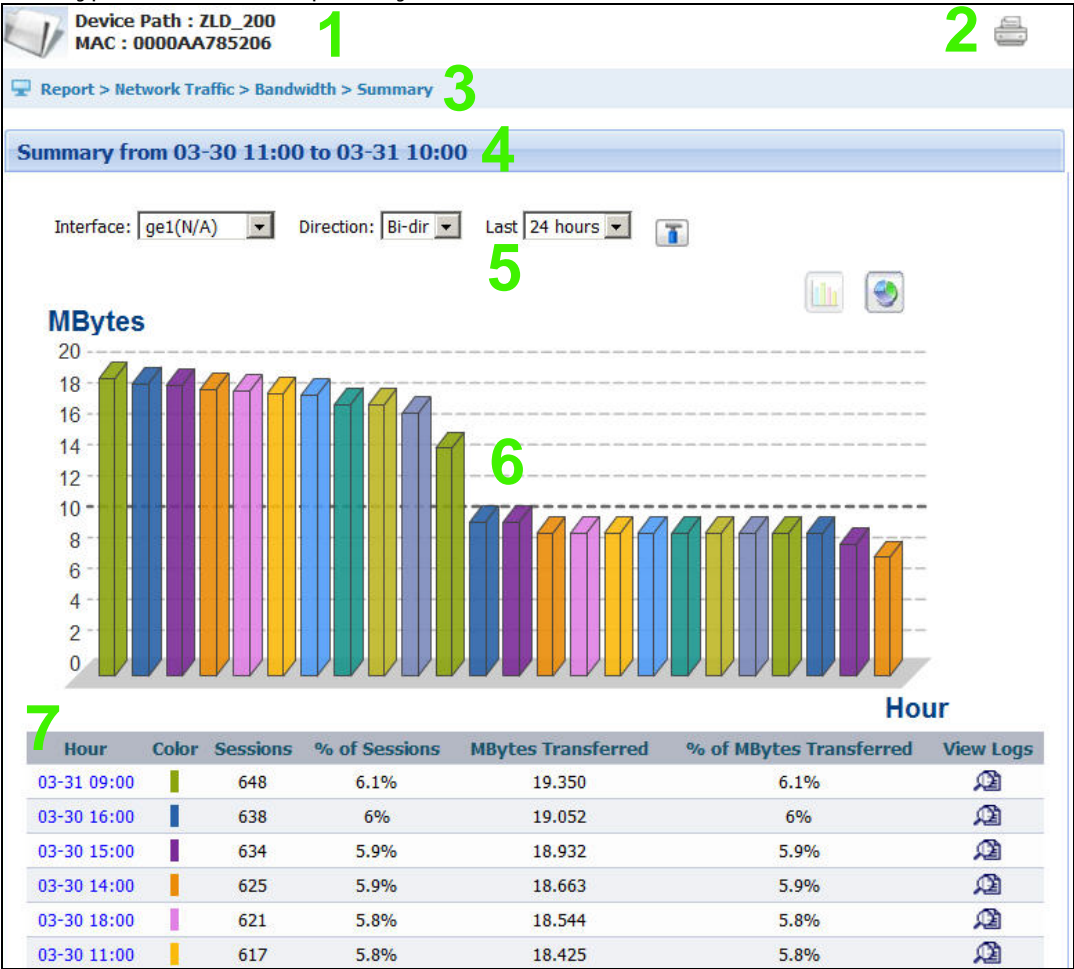 Device Path : ZLD_200
MAC : 0000AA785206
1
2
Report > Network Traffic > Bandwidth > Summary
3
Summary from 03-30 11:00 to 03-31 10:00
4
Interface: ge1(N/A) Direction: Bi-dir Last 24 hours
5
MBytes
20
18
16
14
12
10
8
6
4
2
0
6
Hour
7
Hour Color Sessions % of Sessions MBytes Transferred % of MBytes Transferred View Logs
03-31 09:00 648 6.1% 19.350 6.1%
03-30 16:00 638 6% 19.052 6%
03-30 15:00 634 5.9% 18.932 5.9%
03-30 14:00 625 5.9% 18.663 5.9%
03-30 18:00 621 5.8% 18.544 5.8%
03-30 11:00 617 5.8% 18.425 5.8%